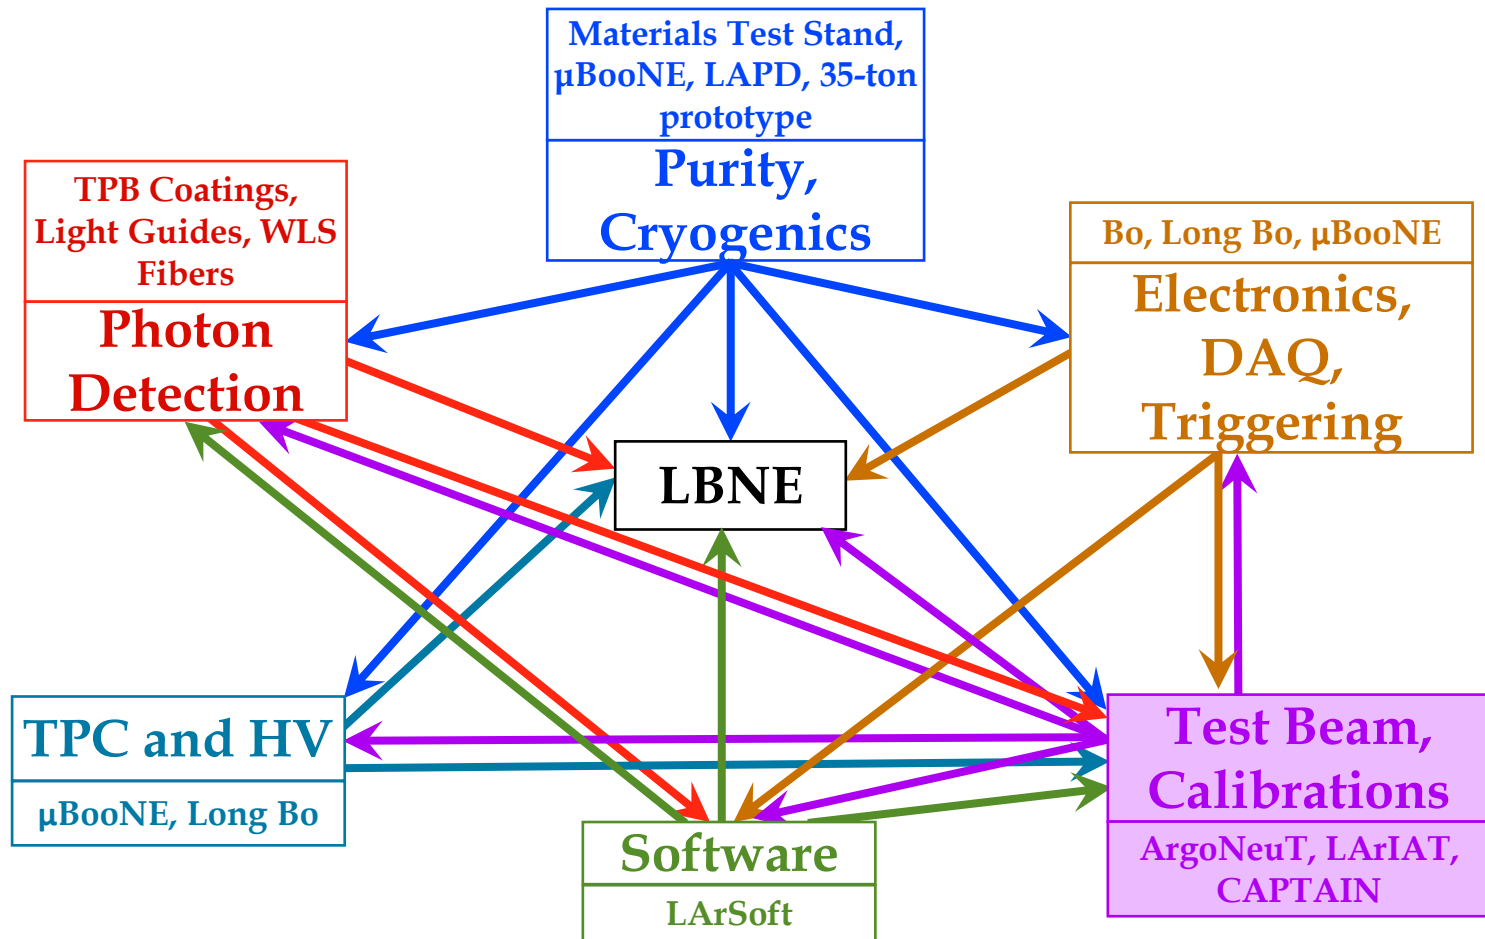 Materials Test Stand,
µBooNE, LAPD, 35-ton
prototype
Purity,
Cryogenics
TPB Coatings,
Light Guides, WLS
Fibers
Photon
Detection
Bo, Long Bo, µBooNE
Electronics,
DAQ,
Triggering
LBNE
TPC and HV
µBooNE, Long Bo
Software
LArSoft
Test Beam,
Calibrations
ArgoNeuT, LArIAT,
CAPTAIN